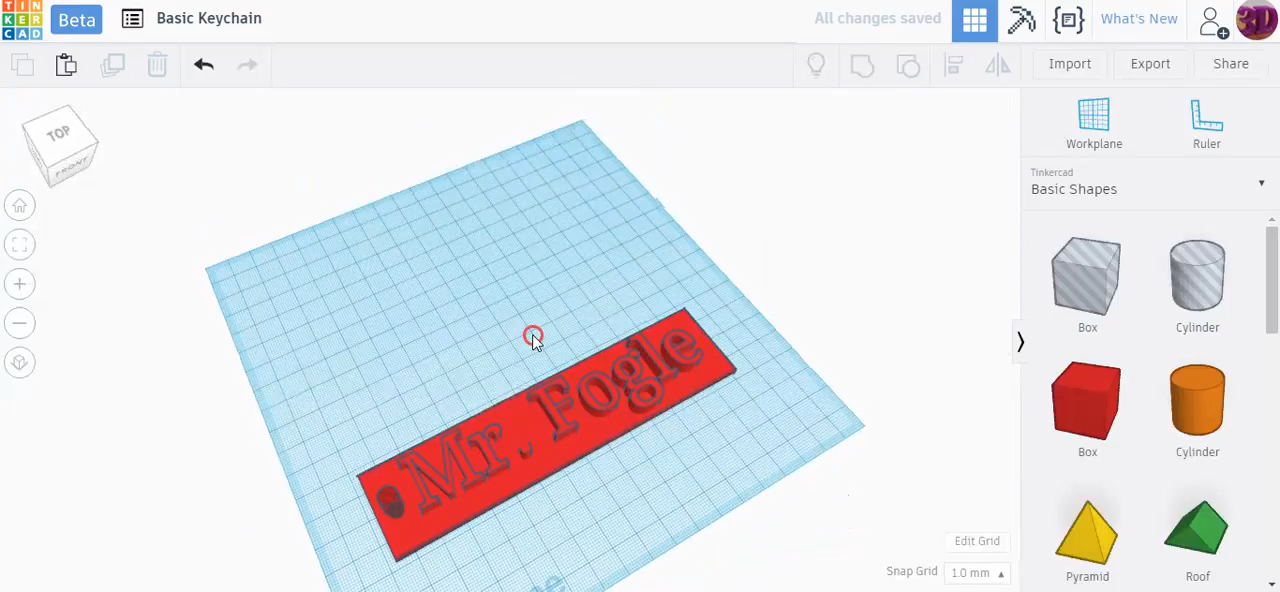 TIN
KER
CAD
Beta
Basic Keychain
All changes saved
What's New
3D
Import
Export
Share
TOP
FRONT
Workplane
Ruler
Tinkercad
Basic Shapes
Box
Cylinder
Box
Cylinder
Pyramid
Roof
Mr. Fogle
Edit Grid
Snap Grid
1.0 mm